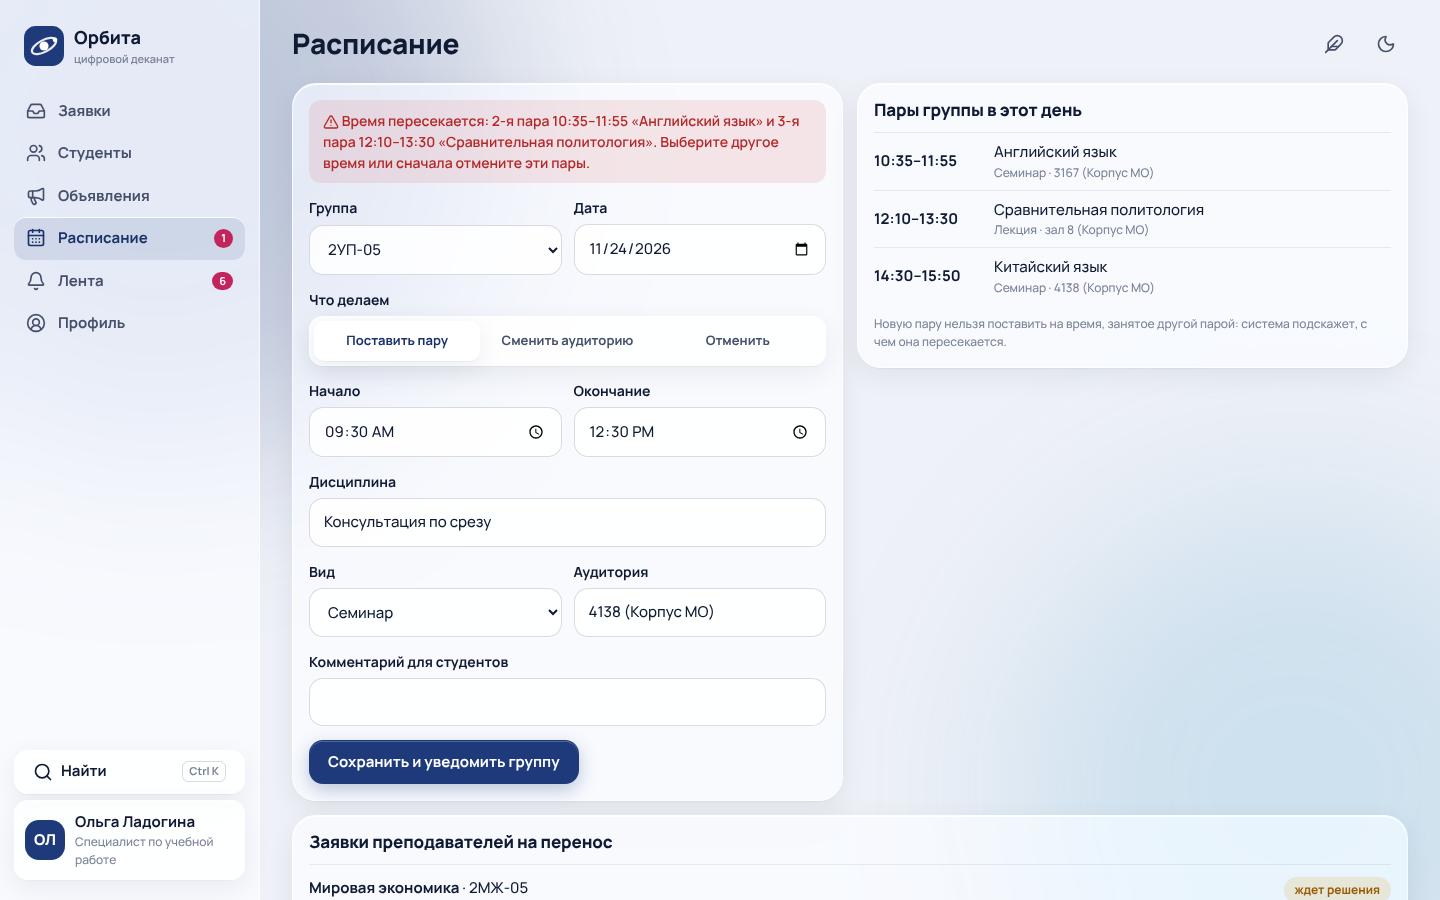 Орбита
цифровой деканат
Заявки
Студенты
Объявления
Расписание
1
Лента
6
Профиль
Найти
Ctrl K
ОЛ
Ольга Ладогина
Специалист по учебной
работе
Расписание
Время пересекается: 2-я пара 10:35–11:55 «Английский язык» и 3-я
пара 12:10–13:30 «Сравнительная политология». Выберите другое
время или сначала отмените эти пары.
Группа
Дата
2УП-05
11/24/2026
Что делаем
Поставить пару
Сменить аудиторию
Отменить
Начало
Окончание
09:30 AM
12:30 PM
Дисциплина
Консультация по срезу
Вид
Аудитория
Семинар
4138 (Корпус МО)
Комментарий для студентов
Сохранить и уведомить группу
Пары группы в этот день
10:35–11:55
Английский язык
Семинар · 3167 (Корпус МО)
12:10–13:30
Сравнительная политология
Лекция · зал 8 (Корпус МО)
14:30–15:50
Китайский язык
Семинар · 4138 (Корпус МО)
Новую пару нельзя поставить на время, занятое другой парой: система подскажет, с
чем она пересекается.
Заявки преподавателей на перенос
Мировая экономика · 2МЖ-05
ждет решения